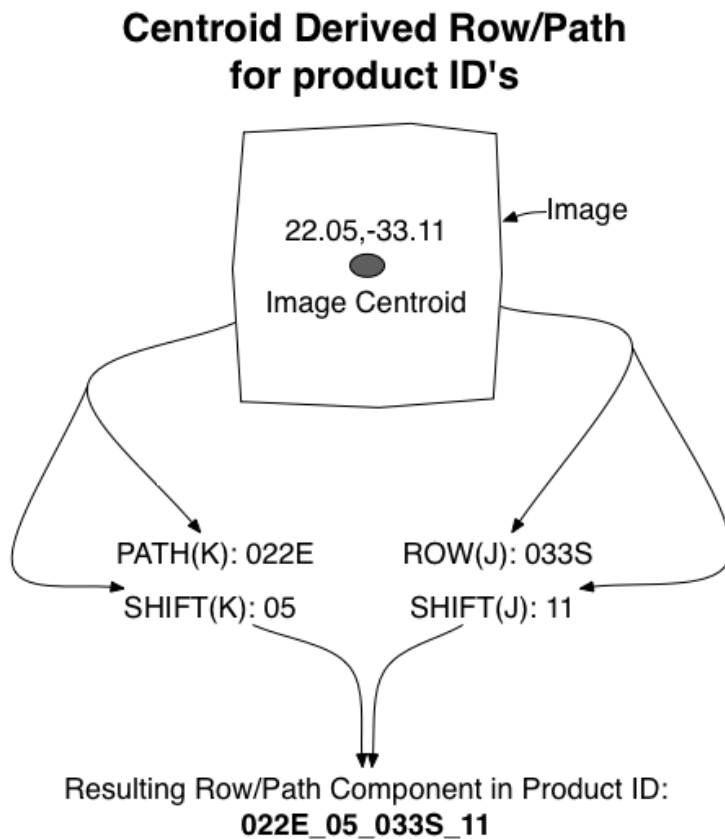 Centroid Derived Row/Path
for product ID's
22.05,-33.11
Image
Image Centroid
PATH(K): 022E
ROW(J): 033S
SHIFT(K): 05
SHIFT(J): 11
Resulting Row/Path Component in Product ID:
022E_05_033S_11